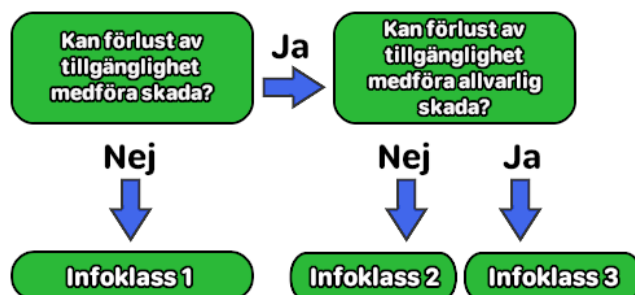 Kan förlust av
tillgänglighet
medföra skada?
Ja
Kan förlust av
tillgänglighet
medföra allvarlig
skada?
Nej
Nej
Ja
Infoklass 1
Infoklass 2
Infoklass 3